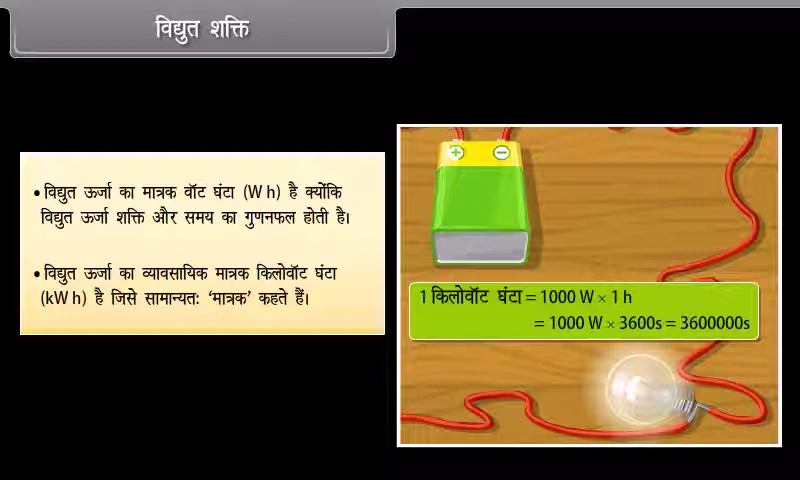 विद्युत शक्ति
• विद्युत ऊर्जा का मात्रक वॉट घंटा (W h) है क्योंकि
विद्युत ऊर्जा शक्ति और समय का गुणनफल होती है।
• विद्युत ऊर्जा का व्यावसायिक मात्रक किलोवॉट घंटा
(kW h) है जिसे सामान्यतः ‘मात्रक’ कहते हैं।
+ −
1 किलोवॉट घंटा = 1000 W × 1 h
= 1000 W × 3600s = 3600000s